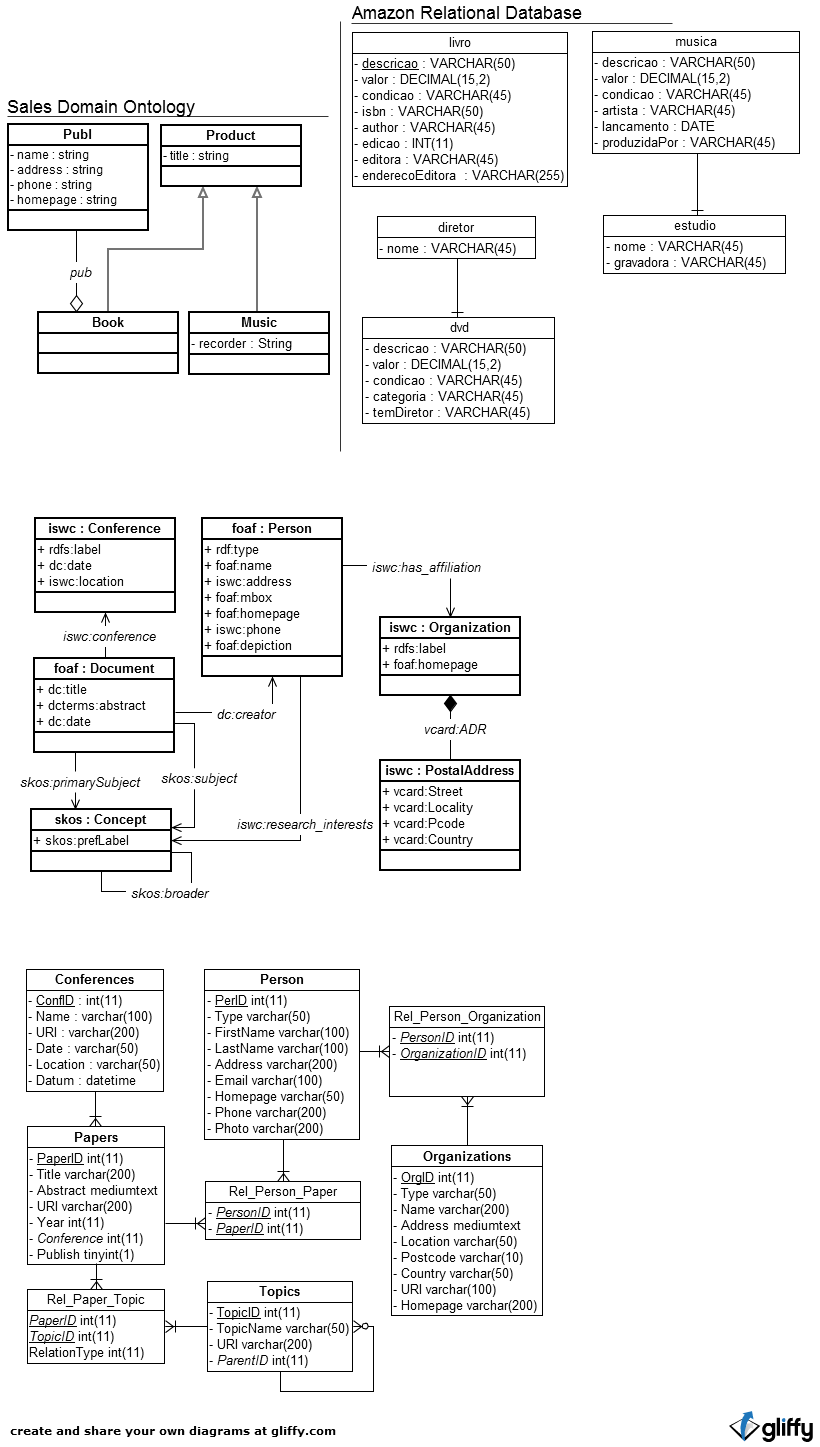 Amazon Relational Database
livro
- descricao : VARCHAR(50)
- valor : DECIMAL(15,2)
- condicao : VARCHAR(45)
- isbn : VARCHAR(50)
- author : VARCHAR(45)
- edicao : INT(11)
- editora : VARCHAR(45)
- enderecoEditora : VARCHAR(255)
musica
- descricao : VARCHAR(50)
- valor : DECIMAL(15,2)
- condicao : VARCHAR(45)
- artista : VARCHAR(45)
- lancamento : DATE
- produzidaPor : VARCHAR(45)
Sales Domain Ontology
Publ
- name : string
- address : string
- phone : string
- homepage : string
Product
- title : string
pub
Book
Music
- recorder : String
diretor
- nome : VARCHAR(45)
estudio
- nome : VARCHAR(45)
- gravadora : VARCHAR(45)
dvd
- descricao : VARCHAR(50)
- valor : DECIMAL(15,2)
- condicao : VARCHAR(45)
- categoria : VARCHAR(45)
- temDiretor : VARCHAR(45)
iswc : Conference
+ rdfs:label
+ dc:date
+ iswc:location
foaf : Person
+ rdf:type
+ foaf:name
+ iswc:address
+ foaf:mbox
+ foaf:homepage
+ iswc:phone
+ foaf:depiction
iswc:has_affiliation
iswc : Organization
+ rdfs:label
+ foaf:homepage
iswc:conference
foaf : Document
+ dc:title
+ dcterms:abstract
+ dc:date
dc:creator
vcard:ADR
skos:primarySubject
skos:subject
iswc : PostalAddress
+ vcard:Street
+ vcard:Locality
+ vcard:Pcode
+ vcard:Country
skos : Concept
+ skos:prefLabel
iswc:research_interests
skos:broader
Conferences
- ConfID : int(11)
- Name : varchar(100)
- URI : varchar(200)
- Date : varchar(50)
- Location : varchar(50)
- Datum : datetime
Person
- PerID int(11)
- Type varchar(50)
- FirstName varchar(100)
- LastName varchar(100)
- Address varchar(200)
- Email varchar(100)
- Homepage varchar(50)
- Phone varchar(200)
- Photo varchar(200)
Rel_Person_Organization
- PersonID int(11)
- OrganizationID int(11)
Papers
- PaperID int(11)
- Title varchar(200)
- Abstract mediumtext
- URI varchar(200)
- Year int(11)
- Conference int(11)
- Publish tinyint(1)
Rel_Person_Paper
- PersonID int(11)
- PaperID int(11)
Organizations
- OrgID int(11)
- Type varchar(50)
- Name varchar(200)
- Address mediumtext
- Location varchar(50)
- Postcode varchar(10)
- Country varchar(50)
- URI varchar(100)
- Homepage varchar(200)
Rel_Paper_Topic
PaperID int(11)
TopicID int(11)
RelationType int(11)
Topics
- TopicID int(11)
- TopicName varchar(50)
- URI varchar(200)
- ParentID int(11)
create and share your own diagrams at gliffy.com
gliffy